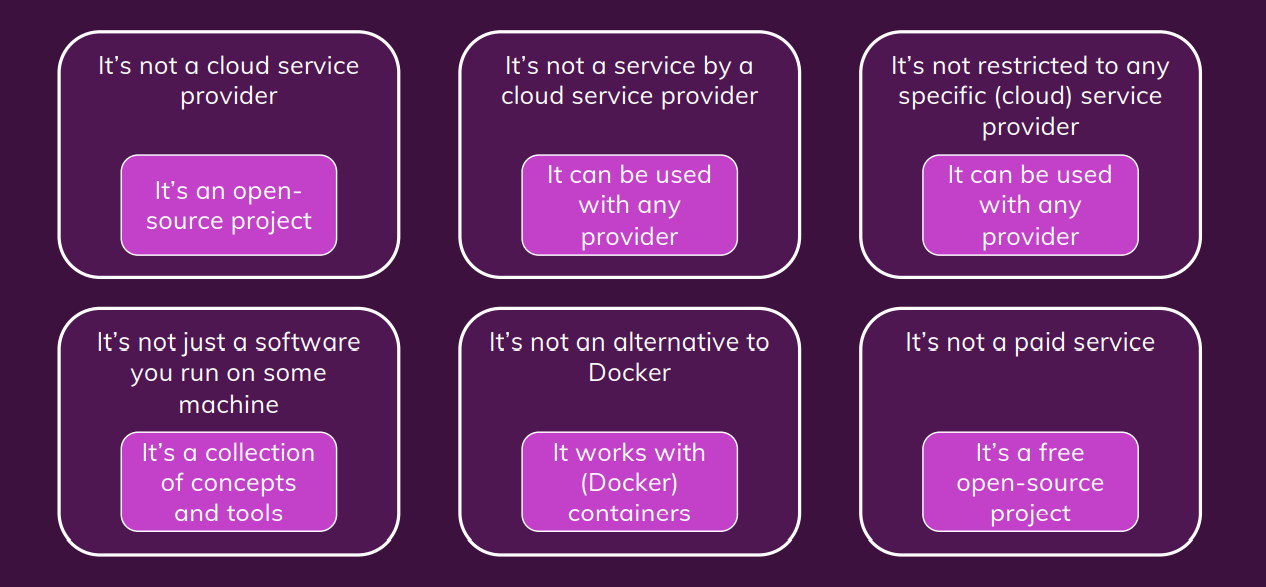 It’s not a cloud service
provider
It’s an open-
source project
It’s not a service by a
cloud service provider
It can be used
with any
provider
It’s not restricted to any
specific (cloud) service
provider
It can be used
with any
provider
It’s not just a software
you run on some
machine
It’s a collection
of concepts
and tools
It’s not an alternative to
Docker
It works with
(Docker)
containers
It’s not a paid service
It’s a free
open-source
project